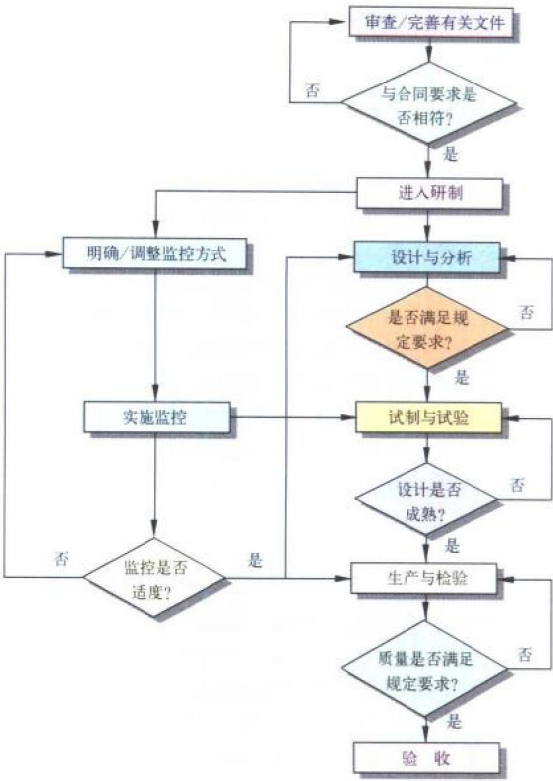 审查/完善有关文件
否
与合同要求是
否相符?
是
进入研制
明确/调整监控方式
设计与分析
是否满足规
定要求?
否
是
实施监控
试制与试验
设计是否
成熟?
否
是
否
监控是否
适度?
是
生产与检验
质量是否满足
规定要求?
否
是
验 收